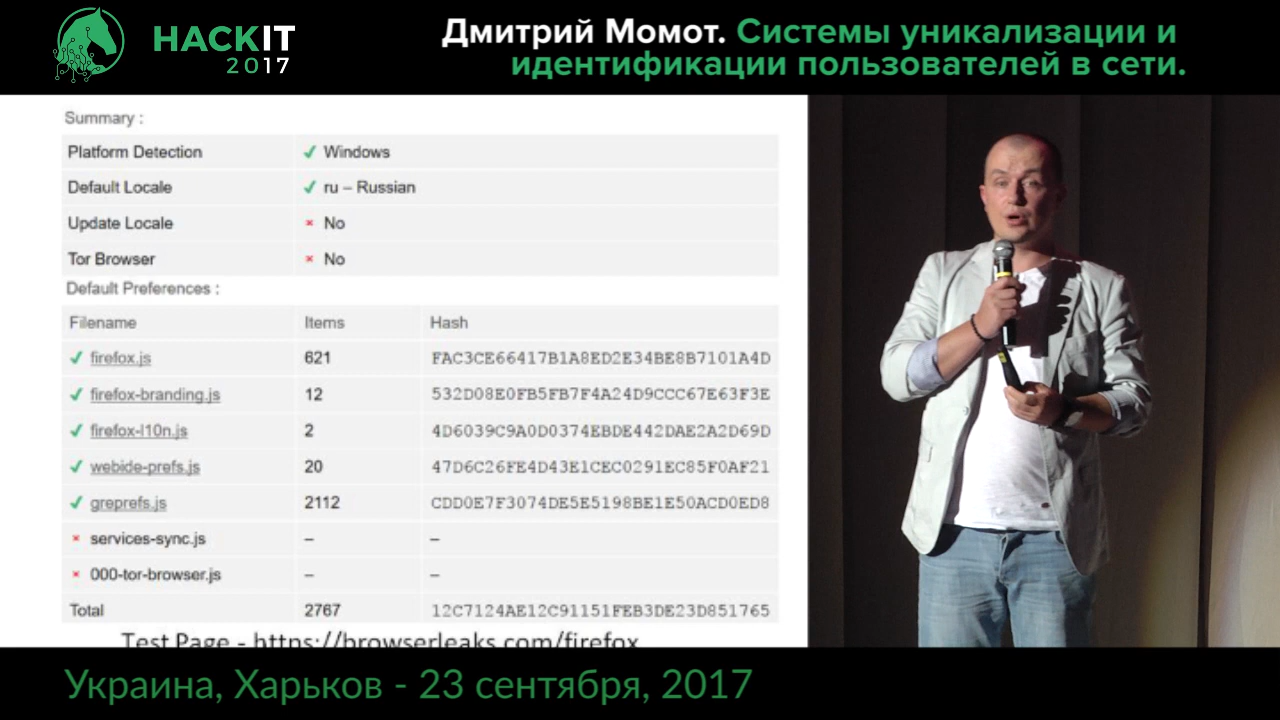 HACKIT
2017
Дмитрий Момот. Системы уникализации и
идентификации пользователей в сети.
Summary :
Platform Detection ✔ Windows
Default Locale ✔ ru – Russian
Update Locale × No
Tor Browser × No
Default Preferences :
Filename Items Hash
✔ firefox.js 621 FAC3CE66417B1A8ED2E34BE8B7101A4D
✔ firefox-branding.js 12 532D08E0FB5FB7F4A24D9CCC67E63F3E
✔ firefox-l10n.js 2 4D6039C9A0D0374EBDE442DAE2A2D69D
✔ webide-prefs.js 20 47D6C26FE4D43E1CEC0291EC85F0AF21
✔ greprefs.js 2112 CDD0E7F3074DE5E5198BE1E50ACD0ED8
× services-sync.js – –
× 000-tor-browser.js – –
Total 2767 12C7124AE12C91151FEB3DE23D851765
Test Page - https://browserleaks.com/firefox
Украина, Харьков - 23 сентября, 2017